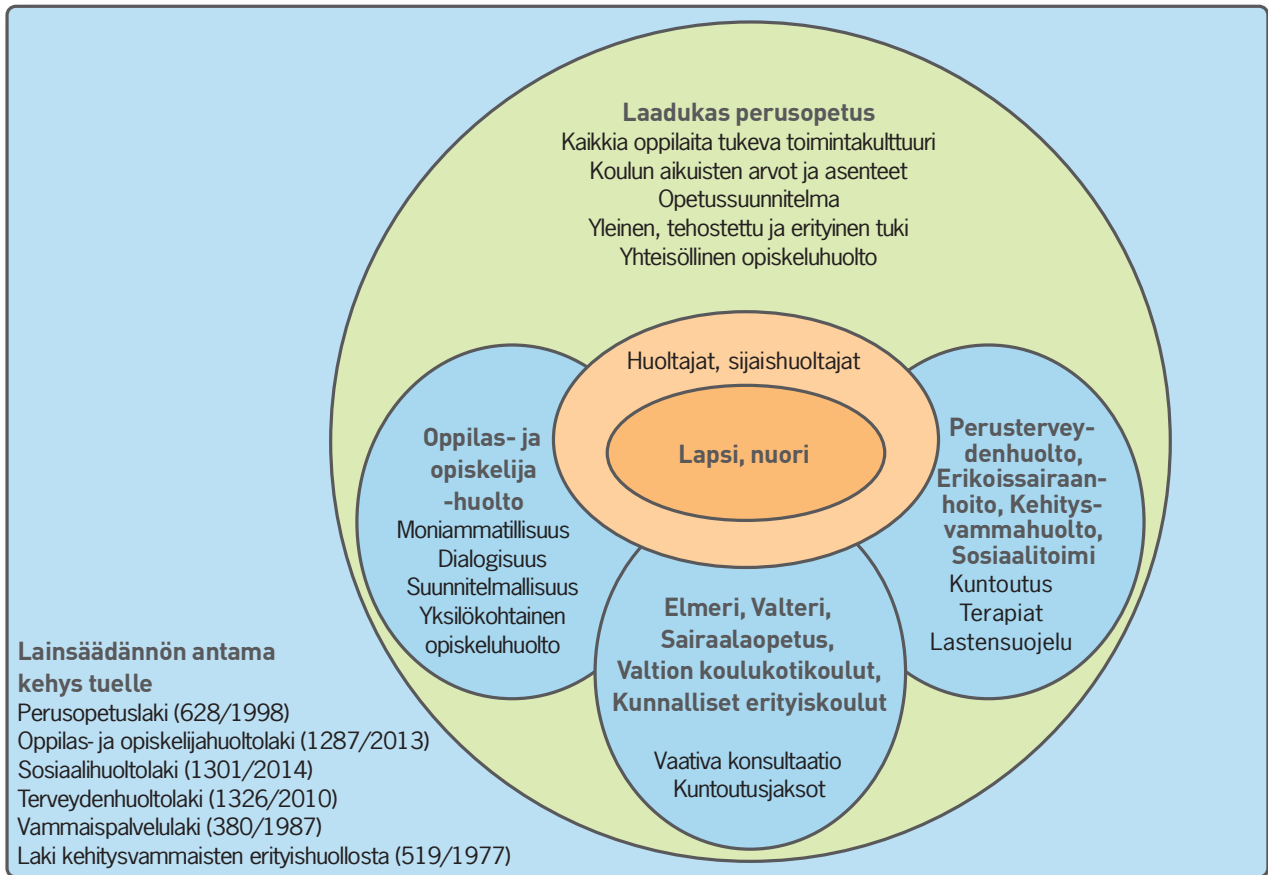 Laadukas perusopetus
Kaikkia oppilaita tukeva toimintakulttuuri
Koulun aikuisten arvot ja asenteet
Opetussuunnitelma
Yleinen, tehostettu ja erityinen tuki
Yhteisöllinen opiskeluhuolto
Huoltajat, sijaishuoltajat
Lapsi, nuori
Oppilas- ja
opiskelija
-huolto
Moniammatillisuus
Dialogisuus
Suunnitelmallisuus
Yksilökohtainen
opiskeluhuolto
Elmeri, Valteri,
Sairaalaopetus,
Valtion koulukotikoulut,
Kunnalliset erityiskoulut
Vaativa konsultaatio
Kuntoutusjaksot
Perustervey-
denhuolto,
Erikoissairaan-
hoito, Kehitys-
vammahuolto,
Sosiaalitoimi
Kuntoutus
Terapiat
Lastensuojelu
Lainsäädännön antama
kehys tuelle
Perusopetuslaki (628/1998)
Oppilas- ja opiskelijahuoltolaki (1287/2013)
Sosiaalihuoltolaki (1301/2014)
Terveydenhuoltolaki (1326/2010)
Vammaispalvelulaki (380/1987)
Laki kehitysvammaisten erityishuollosta (519/1977)